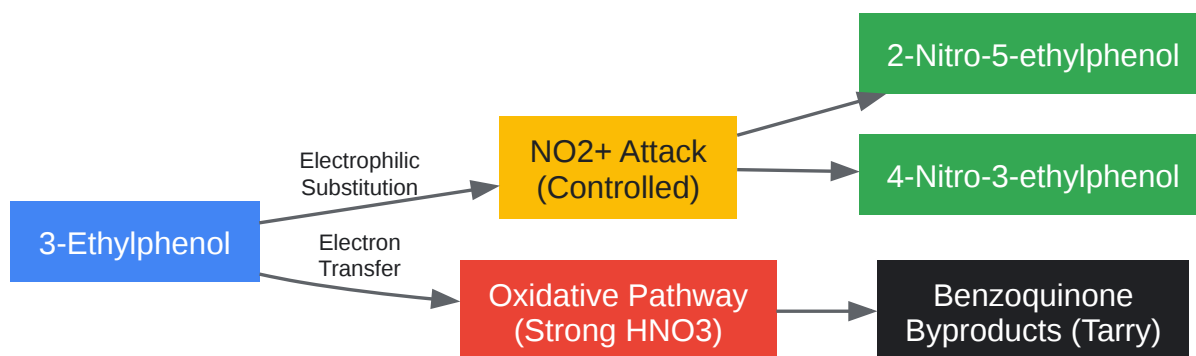 3-Ethylphenol
Electrophilic
Substitution
Electron
Transfer
NO2+ Attack
(Controlled)
Oxidative Pathway
(Strong HNO3)
2-Nitro-5-ethylphenol
4-Nitro-3-ethylphenol
Benzoquinone
Byproducts (Tarry)